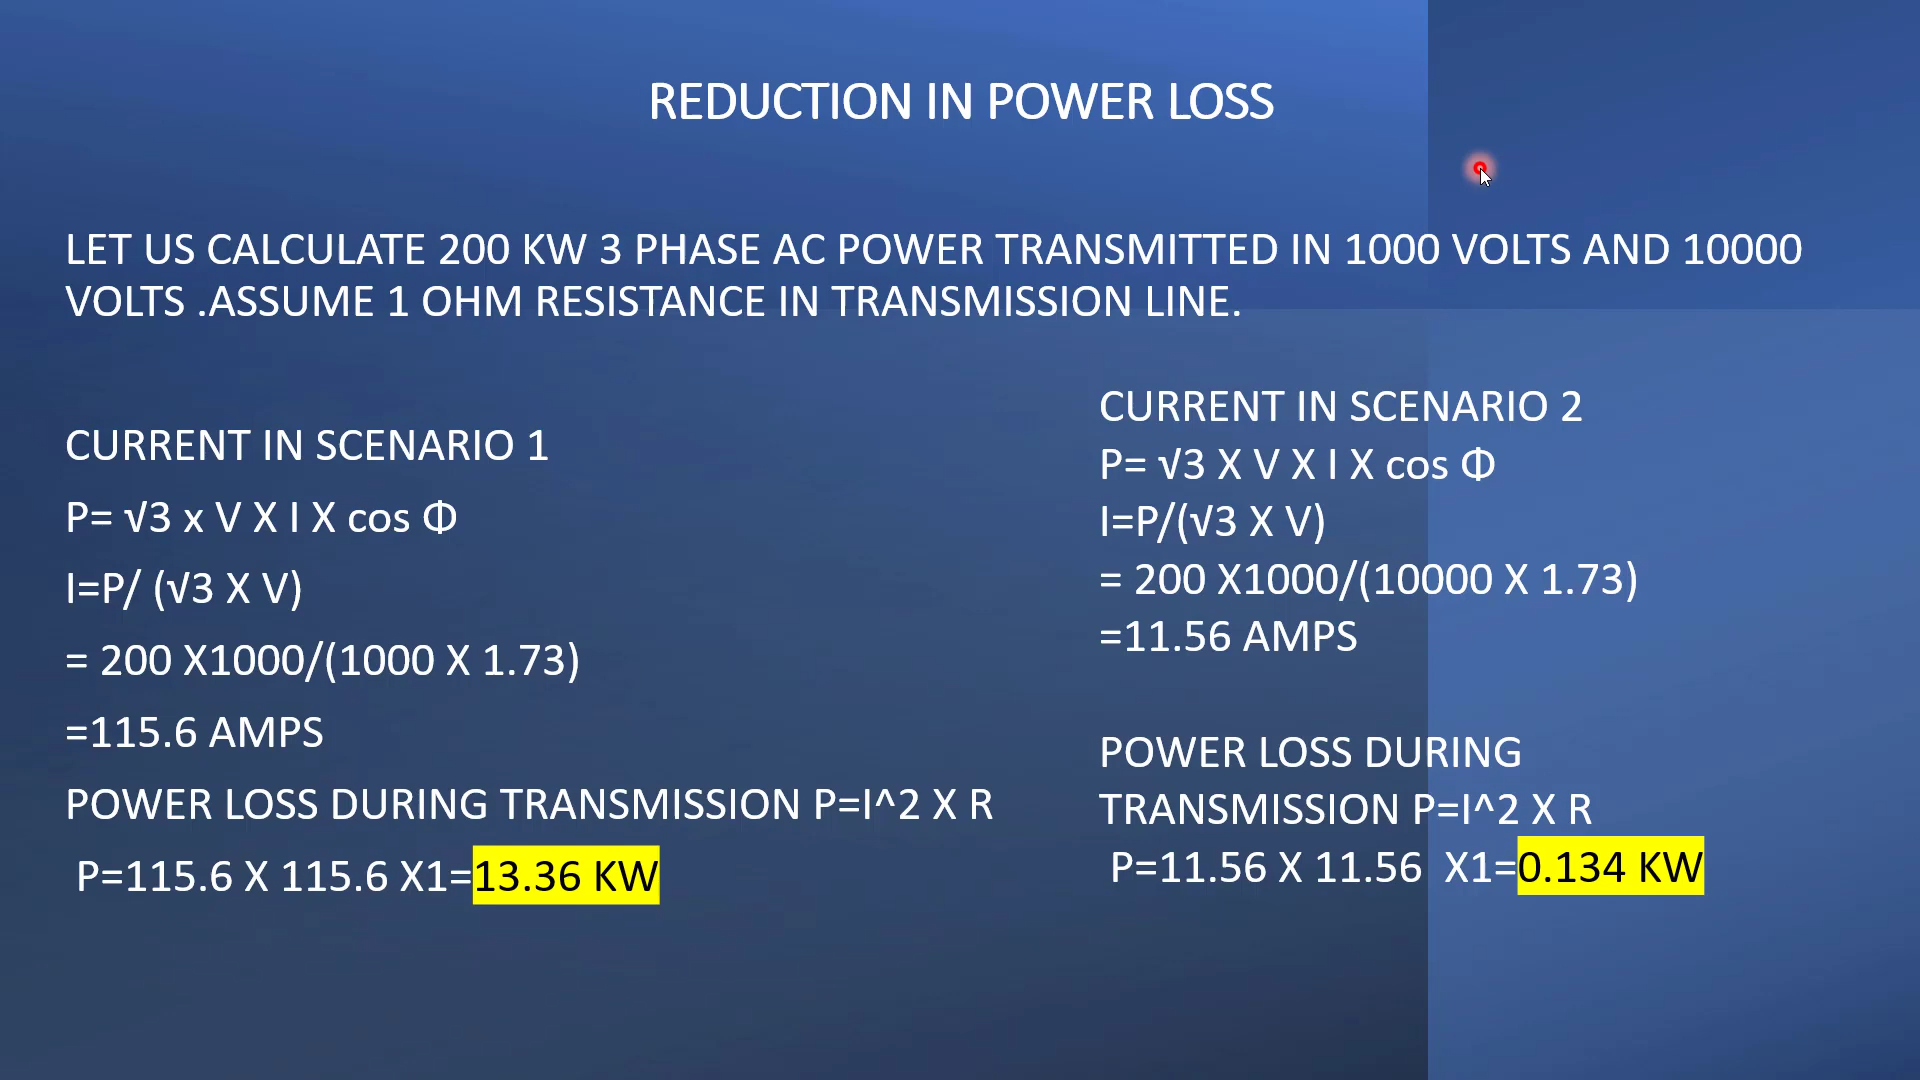 REDUCTION IN POWER LOSS
LET US CALCULATE 200 KW 3 PHASE AC POWER TRANSMITTED IN 1000 VOLTS AND 10000
VOLTS .ASSUME 1 OHM RESISTANCE IN TRANSMISSION LINE.
CURRENT IN SCENARIO 1
P= √3 x V X I X cos Φ
I=P/ (√3 X V)
= 200 X1000/(1000 X 1.73)
=115.6 AMPS
POWER LOSS DURING TRANSMISSION P=I^2 X R
P=115.6 X 115.6 X1=13.36 KW
CURRENT IN SCENARIO 2
P= √3 X V X I X cos Φ
I=P/(√3 X V)
= 200 X1000/(10000 X 1.73)
=11.56 AMPS
POWER LOSS DURING
TRANSMISSION P=I^2 X R
P=11.56 X 11.56  X1=0.134 KW